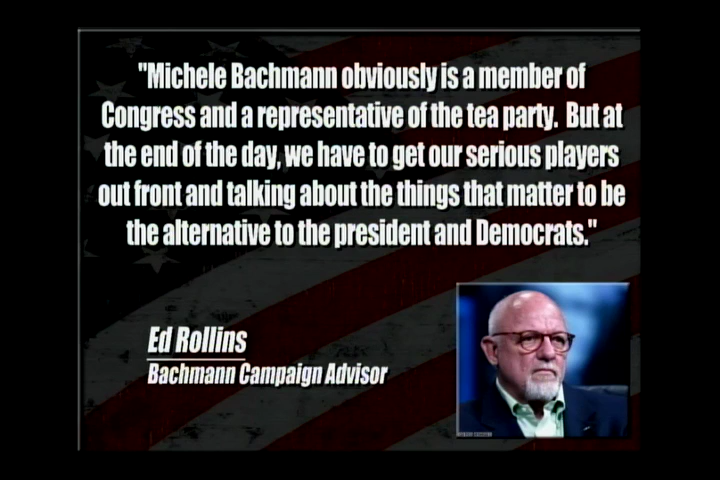 "Michele Bachmann obviously is a member of
Congress and a representative of the tea party. But at
the end of the day, we have to get our serious players
out front and talking about the things that matter to be
the alternative to the president and Democrats."
Ed Rollins
Bachmann Campaign Advisor